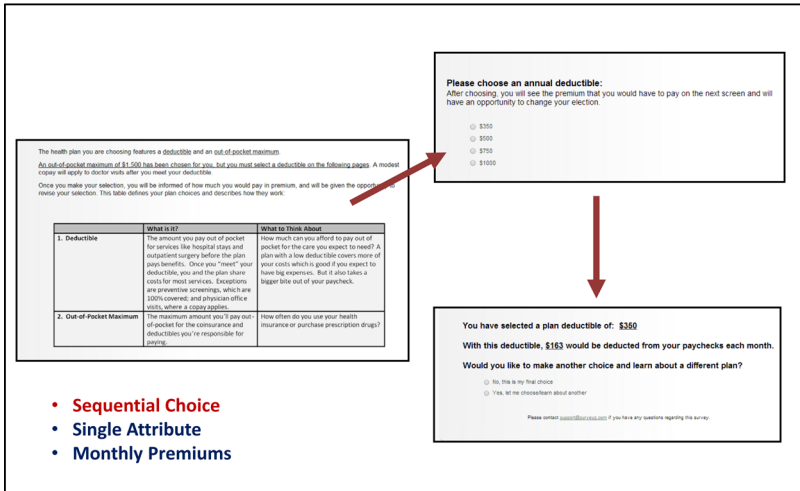 The health plan you are choosing features a deductible and an out-of-pocket maximum.
An out-of-pocket maximum of $1,500 has been chosen for you, but you must select a deductible on the following pages. A modest
copay will apply to doctor visits after you meet your deductible.
Once you make your selection, you will be informed of how much you would pay in premium, and will be given the opportunity to
revise your selection. This table defines your plan choices and describes how they work:
What is it?
What to Think About
1. Deductible
The amount you pay out of pocket
for services like hospital stays and
outpatient surgery before the plan
pays benefits. Once you “meet” your
deductible, you and the plan share
costs for most services. Exceptions
are preventive screenings, which are
100% covered; and physician office
visits, where a copay applies.
How much can you afford to pay out of
pocket for the care you expect to need? A
plan with a low deductible covers more of
your costs which is good if you expect to
have big expenses. But it also takes a
bigger bite out of your paycheck.
2. Out-of-Pocket Maximum
The maximum amount you'll pay out-
of-pocket for the coinsurance and
deductibles you're responsible for
paying.
How often do you use your health
insurance or purchase prescription drugs?
Please choose an annual deductible:
After choosing, you will see the premium that you would have to pay on the next screen and will
have an opportunity to change your election.
$350
$500
$750
$1000
You have selected a plan deductible of: $350
With this deductible, $163 would be deducted from your paychecks each month.
Would you like to make another choice and learn about a different plan?
No, this is my final choice
Yes, let me choose/learn about another
Please contact support@surveys.com if you have any questions regarding this survey.
• Sequential Choice
• Single Attribute
• Monthly Premiums